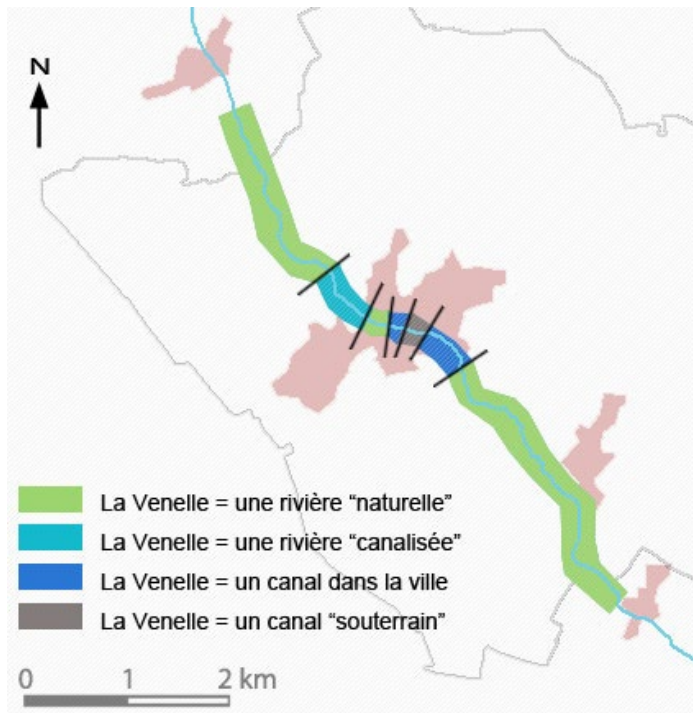 N
La Venelle = une rivière “naturelle”
La Venelle = une rivière “canalisée”
La Venelle = un canal dans la ville
La Venelle = un canal “souterrain”
0 1 2 km